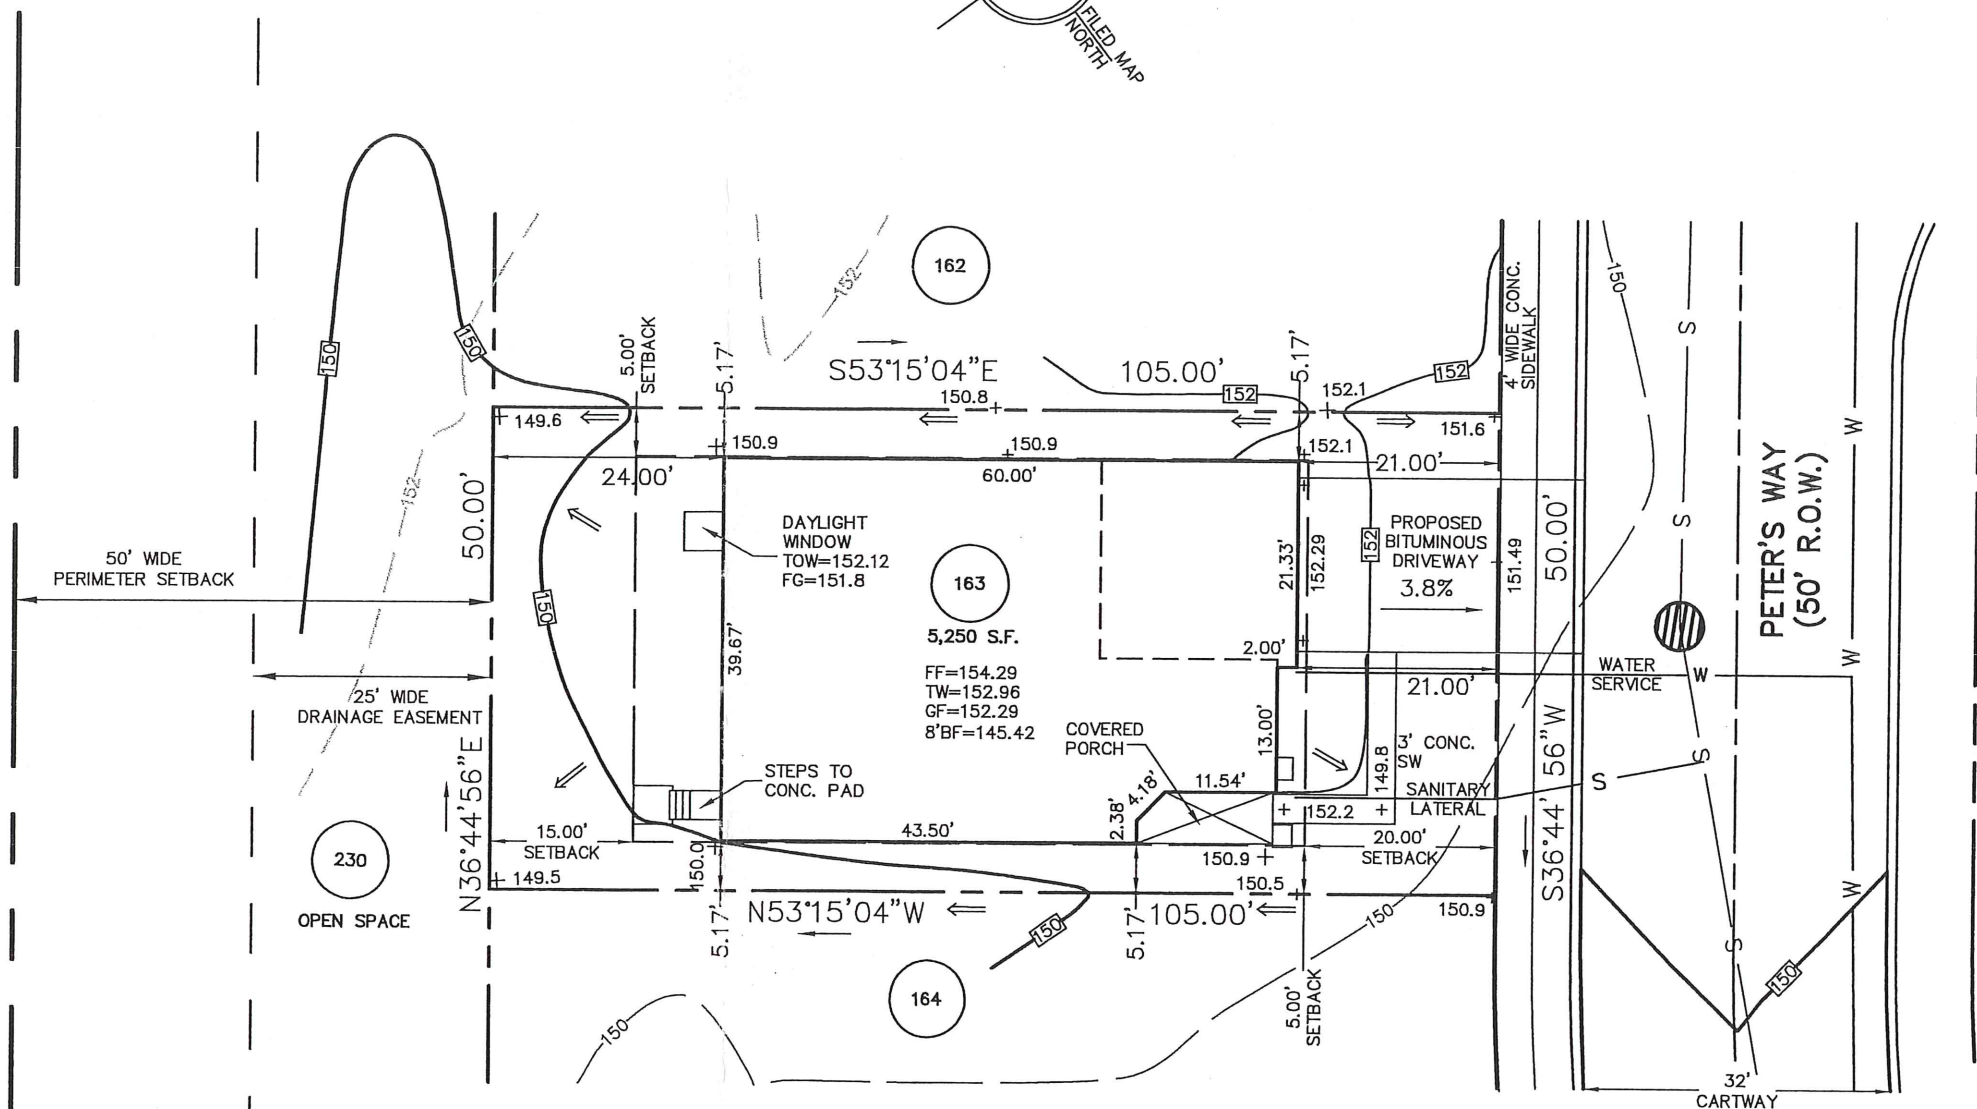 FILED MAP
NORTH
150
150
152
162
152
5.00'
SETBACK
5.17'
S53°15'04"E
105.00'
5.17'
152
152
4' WIDE CONC.
SIDEWALK
150
S
W
149.6
150.8
152.1
151.6
150.9
150.9
152.1
24.00'
60.00'
21.00'
152
50.00'
DAYLIGHT
WINDOW
TOW=152.12
FG=151.8
163
5,250 S.F.
FF=154.29
TW=152.96
GF=152.29
8'BF=145.42
21.33'
152.29
152
PROPOSED
BITUMINOUS
DRIVEWAY
3.8%
151.49
50.00'
S
PETER'S WAY
(50' R.O.W.)
50' WIDE
PERIMETER SETBACK
150
39.67'
2.00'
WATER
SERVICE
W
W
21.00'
25' WIDE
DRAINAGE EASEMENT
N36°44'56"E
COVERED
PORCH
13.00'
3' CONC.
SW
149.8
S36°44'56"W
S
STEPS TO
CONC. PAD
11.54'
4.18'
2.38'
SANITARY
LATERAL
S
152.2
15.00'
SETBACK
43.50'
20.00'
SETBACK
230
OPEN SPACE
149.5
150.0
150.9
150.5
150.9
W
5.17'
N53°15'04"W
5.17'
105.00'
150
150
S
150
164
5.00'
SETBACK
150
32'
CARTWAY